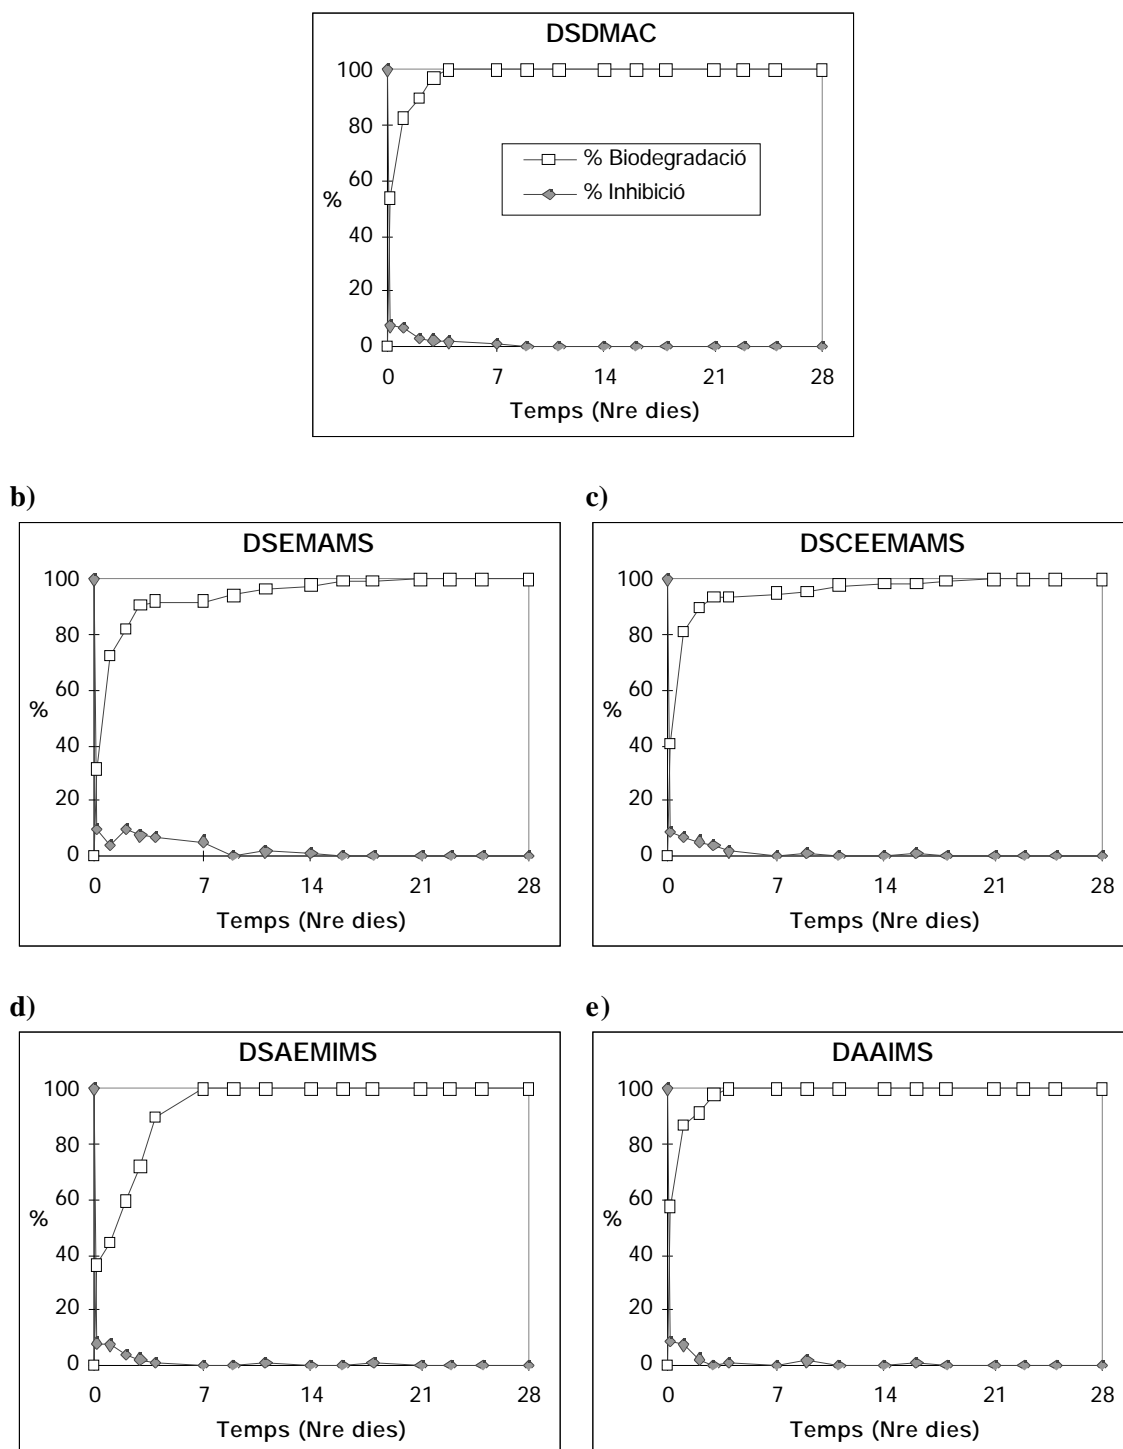 DSDMAC
100
80
60
%
40
20
0
% Biodegradació
% Inhibició
0 7 14 21 28
Temps (Nre dies)
b)
DSEMAMS
100
80
60
%
40
20
0
0 7 14 21 28
Temps (Nre dies)
c)
DSCEEMAMS
100
80
60
%
40
20
0
0 7 14 21 28
Temps (Nre dies)
d)
DSAEMIMS
100
80
60
%
40
20
0
0 7 14 21 28
Temps (Nre dies)
e)
DAAIMS
100
80
60
%
40
20
0
0 7 14 21 28
Temps (Nre dies)